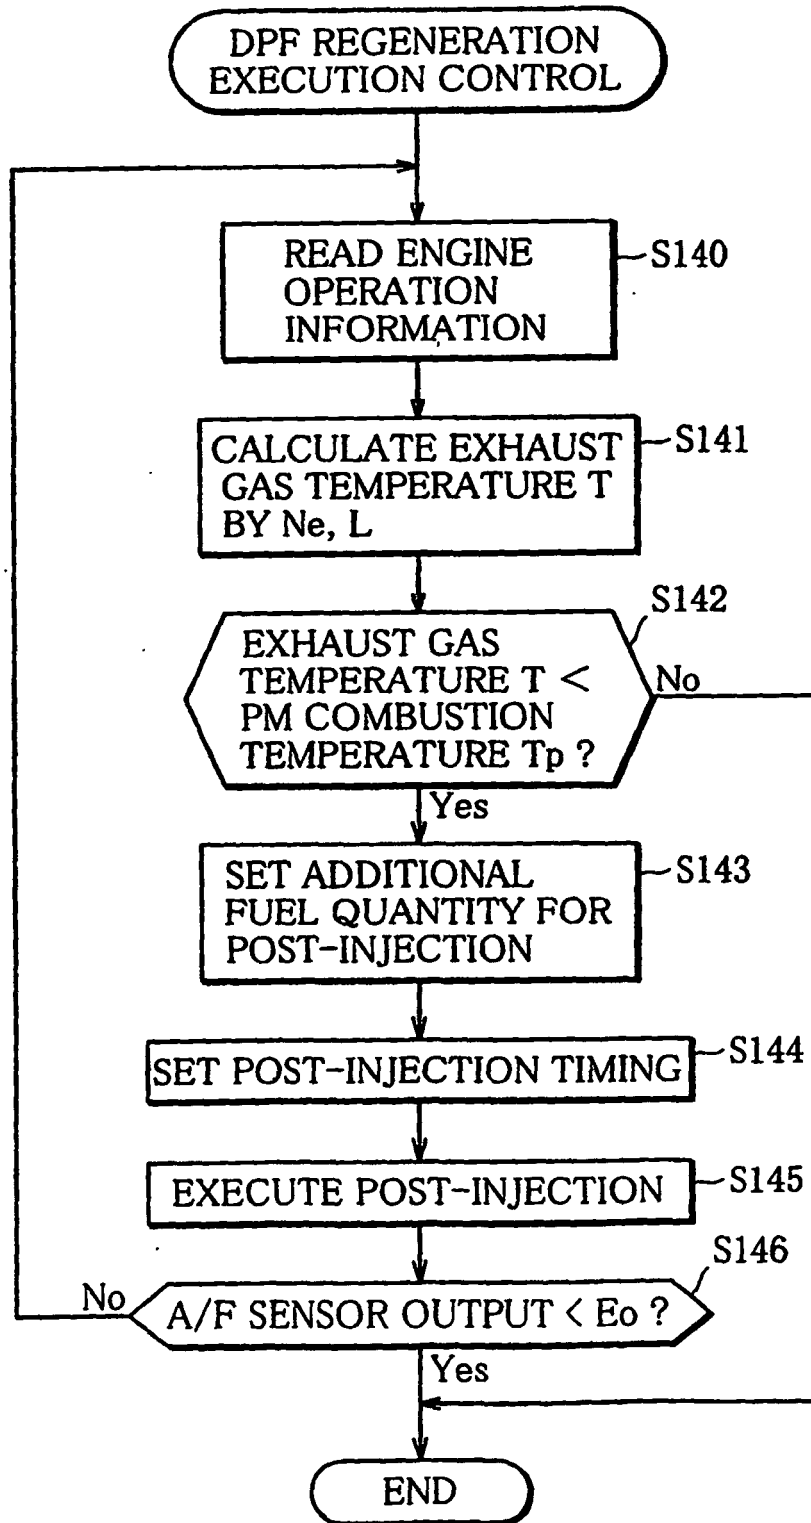 DPF REGENERATION
EXECUTION CONTROL
READ ENGINE
OPERATION
INFORMATION
S140
CALCULATE EXHAUST
GAS TEMPERATURE T
BY Ne, L
S141
S142
EXHAUST GAS
TEMPERATURE T <
PM COMBUSTION
TEMPERATURE Tp ?
No
Yes
SET ADDITIONAL
FUEL QUANTITY FOR
POST-INJECTION
S143
SET POST-INJECTION TIMING
S144
EXECUTE POST-INJECTION
S145
S146
No
A/F SENSOR OUTPUT < Eo ?
Yes
END